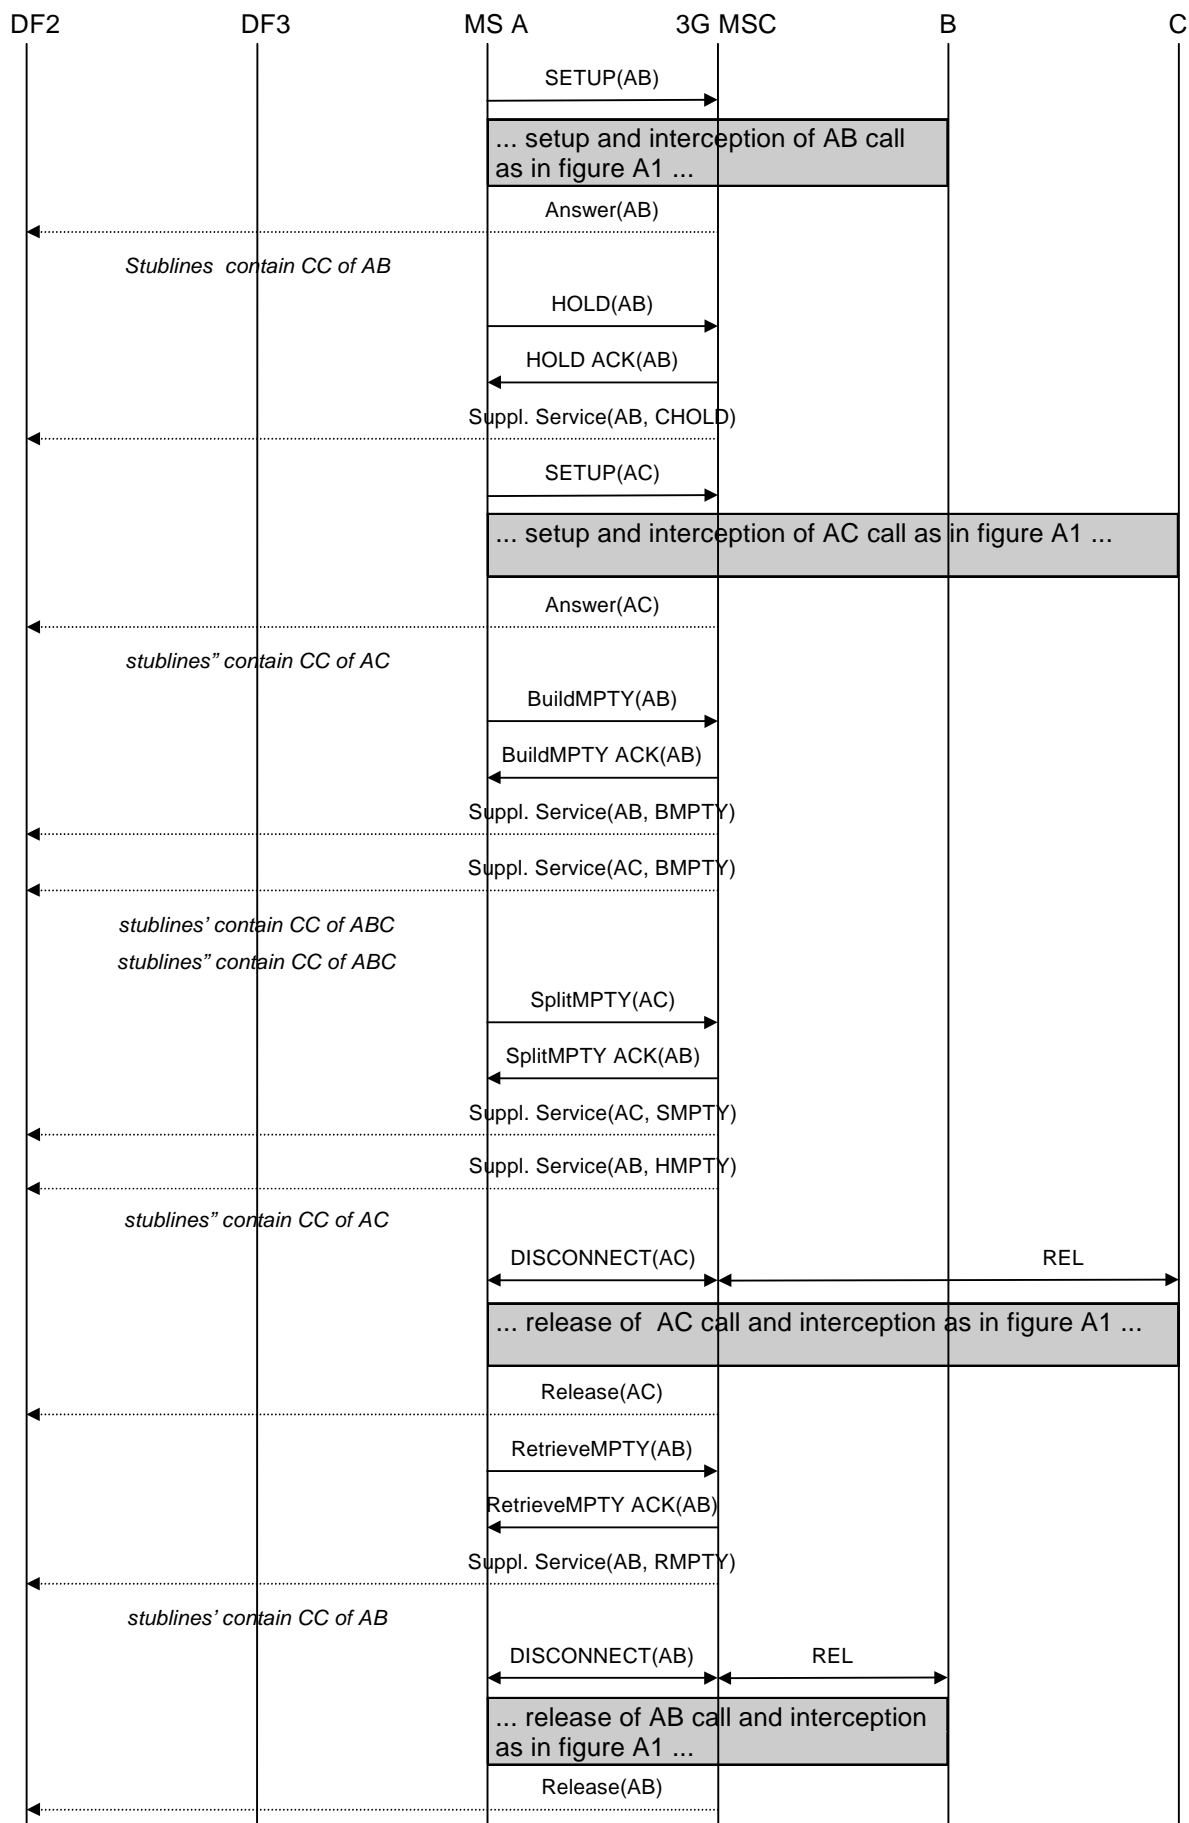 DF2 DF3 MS A 3G MSC B C
SETUP(AB)
... setup and interception of AB call
as in figure A1 ...
Answer(AB)
Stublines contain CC of AB
HOLD(AB)
HOLD ACK(AB)
Suppl. Service(AB, CHOLD)
SETUP(AC)
... setup and interception of AC call as in figure A1 ...
Answer(AC)
stublines” contain CC of AC
BuildMPTY(AB)
BuildMPTY ACK(AB)
Suppl. Service(AB, BMPTY)
Suppl. Service(AC, BMPTY)
stublines’ contain CC of ABC
stublines” contain CC of ABC
SplitMPTY(AC)
SplitMPTY ACK(AB)
Suppl. Service(AC, SMPTY)
Suppl. Service(AB, HMPTY)
stublines” contain CC of AC
DISCONNECT(AC) REL
... release of AC call and interception as in figure A1 ...
Release(AC)
RetrieveMPTY(AB)
RetrieveMPTY ACK(AB)
Suppl. Service(AB, RMPTY)
stublines’ contain CC of AB
DISCONNECT(AB) REL
... release of AB call and interception
as in figure A1 ...
Release(AB)